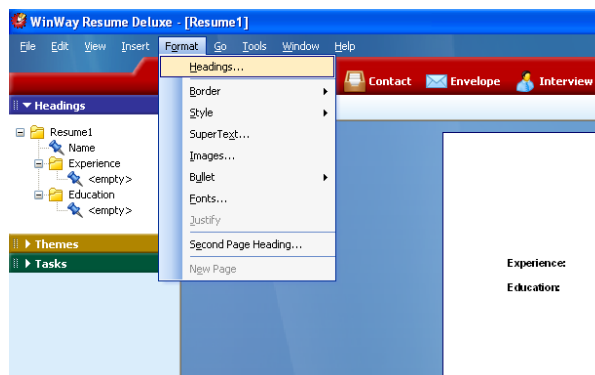 WinWay Resume Deluxe - [Resume1]
File Edit View Insert Format Go Tools Window Help
Headings...
Contact Envelope Interview
Border
Headings
Style
Resume1
SuperText...
Name
Images...
Experience
<empty>
Bullet
Education
Fonts...
<empty>
Justify
Themes
Second Page Heading...
Tasks
New Page
Experience:
Education: